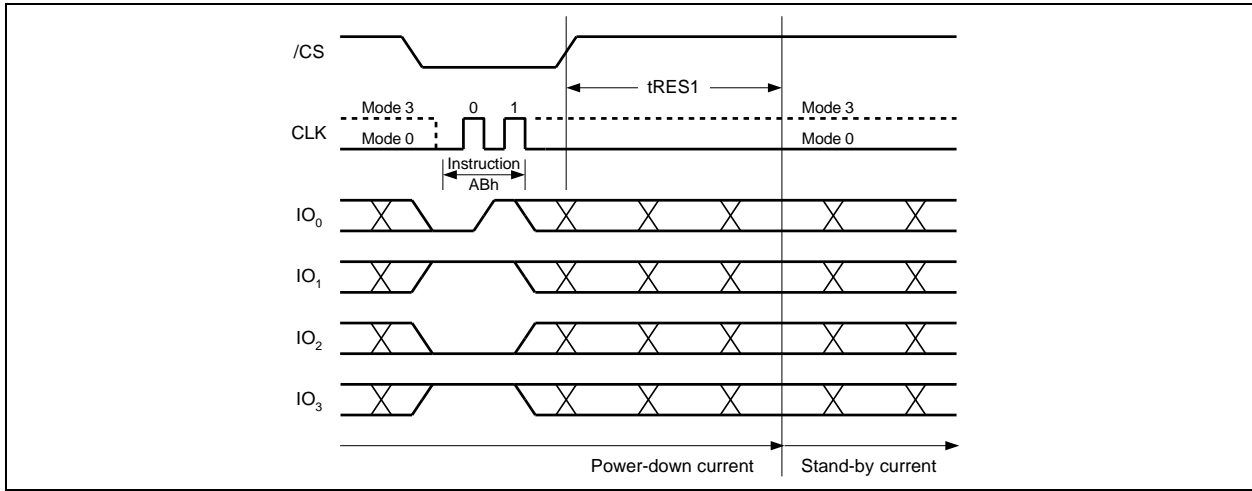 /CS
tRES1
Mode 3 0 1 Mode 3
CLK
Mode 0 Mode 0
Instruction
ABh
IO0
IO1
IO2
IO3
Power-down current Stand-by current